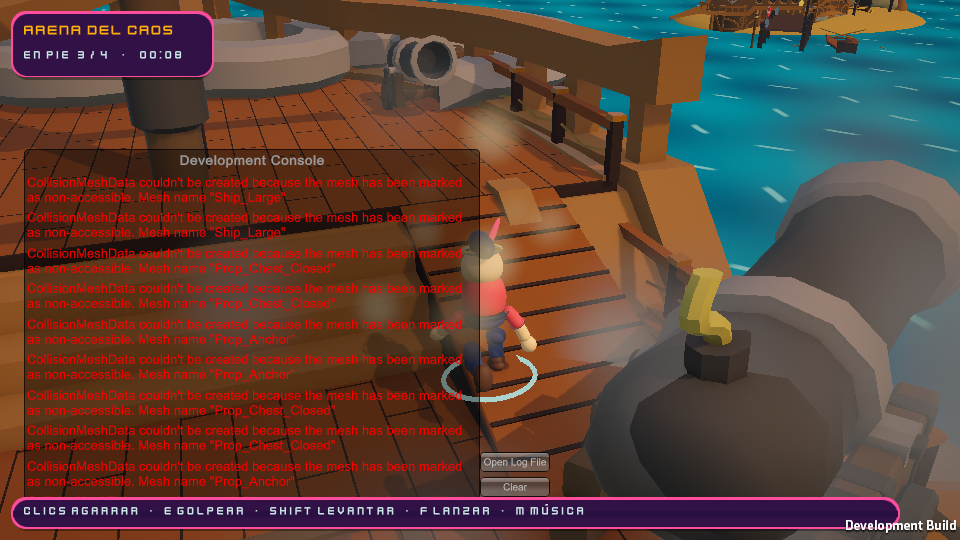 ARENA DEL CAOS
EN PIE 3/4 · 00:08
Development Console
CollisionMeshData couldn't be created because the mesh has been marked
as non-accessible. Mesh name "Ship_Large"
CollisionMeshData couldn't be created because the mesh has been marked
as non-accessible. Mesh name "Ship_Large"
CollisionMeshData couldn't be created because the mesh has been marked
as non-accessible. Mesh name "Prop_Chest_Closed"
CollisionMeshData couldn't be created because the mesh has been marked
as non-accessible. Mesh name "Prop_Chest_Closed"
CollisionMeshData couldn't be created because the mesh has been marked
as non-accessible. Mesh name "Prop_Anchor"
CollisionMeshData couldn't be created because the mesh has been marked
as non-accessible. Mesh name "Prop_Anchor"
CollisionMeshData couldn't be created because the mesh has been marked
as non-accessible. Mesh name "Prop_Chest_Closed"
CollisionMeshData couldn't be created because the mesh has been marked
as non-accessible. Mesh name "Prop_Chest_Closed"
CollisionMeshData couldn't be created because the mesh has been marked
as non-accessible. Mesh name "Prop_Anchor"
Open Log File
Clear
CLICS AGARRAR · E GOLPEAR · SHIFT LEVANTAR · F LANZAR · M MÚSICA
Development Build